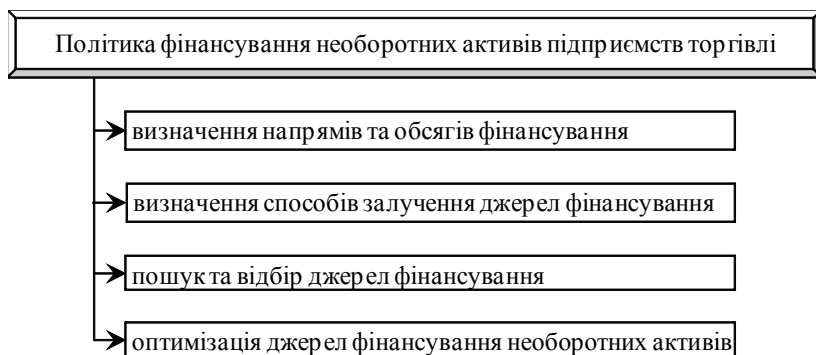 Політика фінансування необоротних активів підприємств торгівлі
визначення напрямів та обсягів фінансування
визначення способів залучення джерел фінансування
пошук та відбір джерел фінансування
оптимізація джерел фінансування необоротних активів